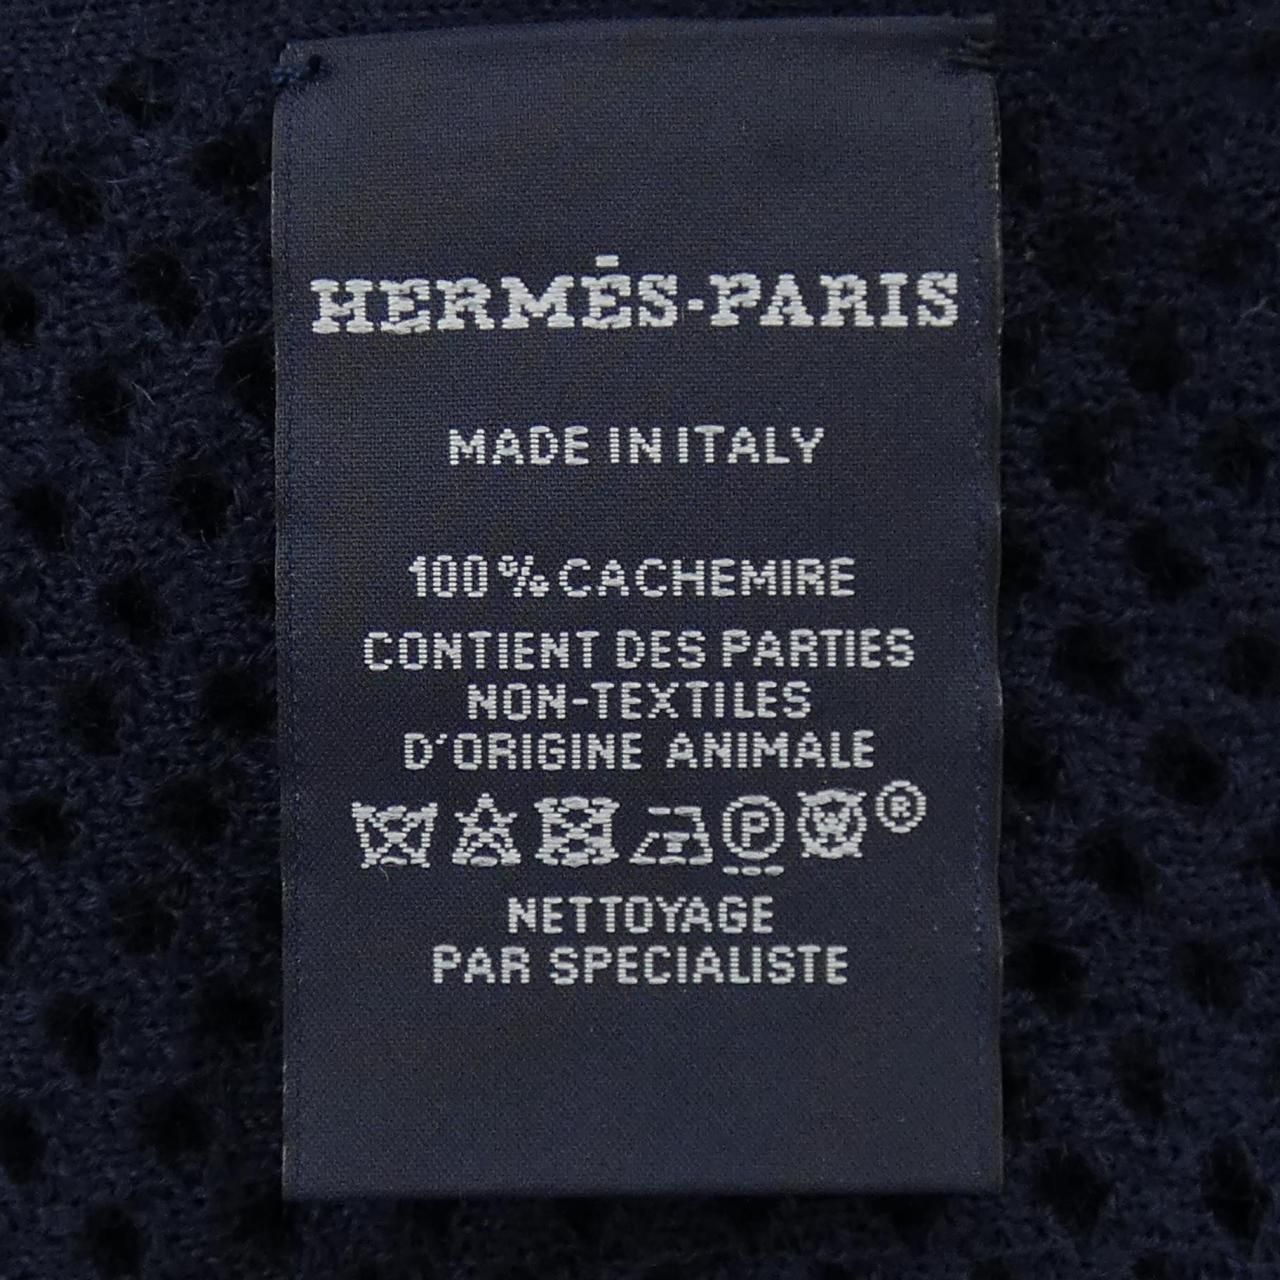 HERMÈS-PARIS
MADE IN ITALY
100% CACHEMIRE
CONTIENT DES PARTIES
NON-TEXTILES
D'ORIGINE ANIMALE
P W ®
NETTOYAGE
PAR SPECIALISTE